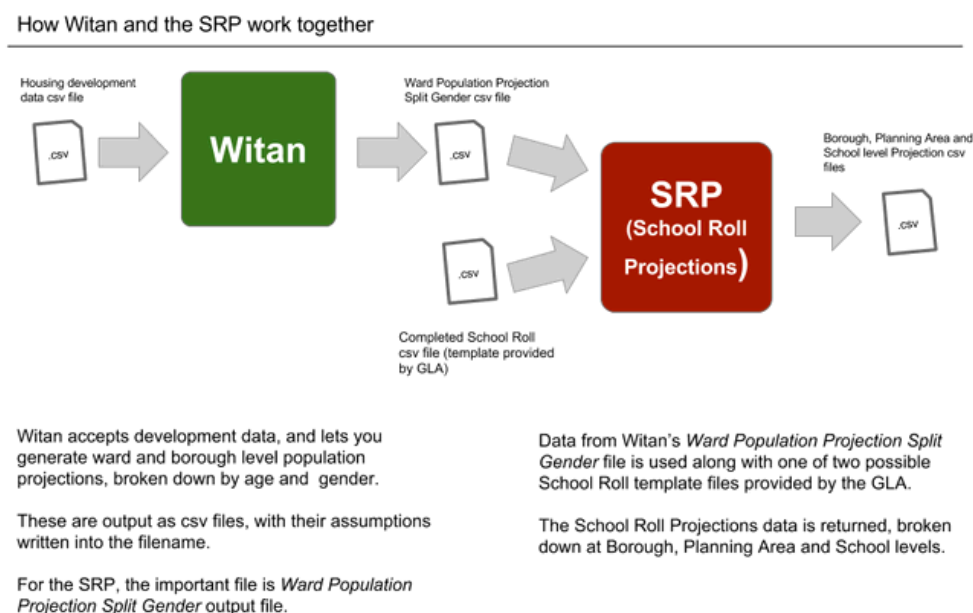 How Witan and the SRP work together
Housing development
data csv file
.csv
Witan
Ward Population Projection
Split Gender csv file
.csv
.csv
Completed School Roll
csv file (template provided
by GLA)
SRP
(School Roll
Projections)
Borough, Planning Area and
School level Projection csv
files
.csv
Witan accepts development data, and lets you
generate ward and borough level population
projections, broken down by age and gender.
These are output as csv files, with their assumptions
written into the filename.
For the SRP, the important file is Ward Population
Projection Split Gender output file.
Data from Witan's Ward Population Projection Split
Gender file is used along with one of two possible
School Roll template files provided by the GLA.
The School Roll Projections data is returned, broken
down at Borough, Planning Area and School levels.